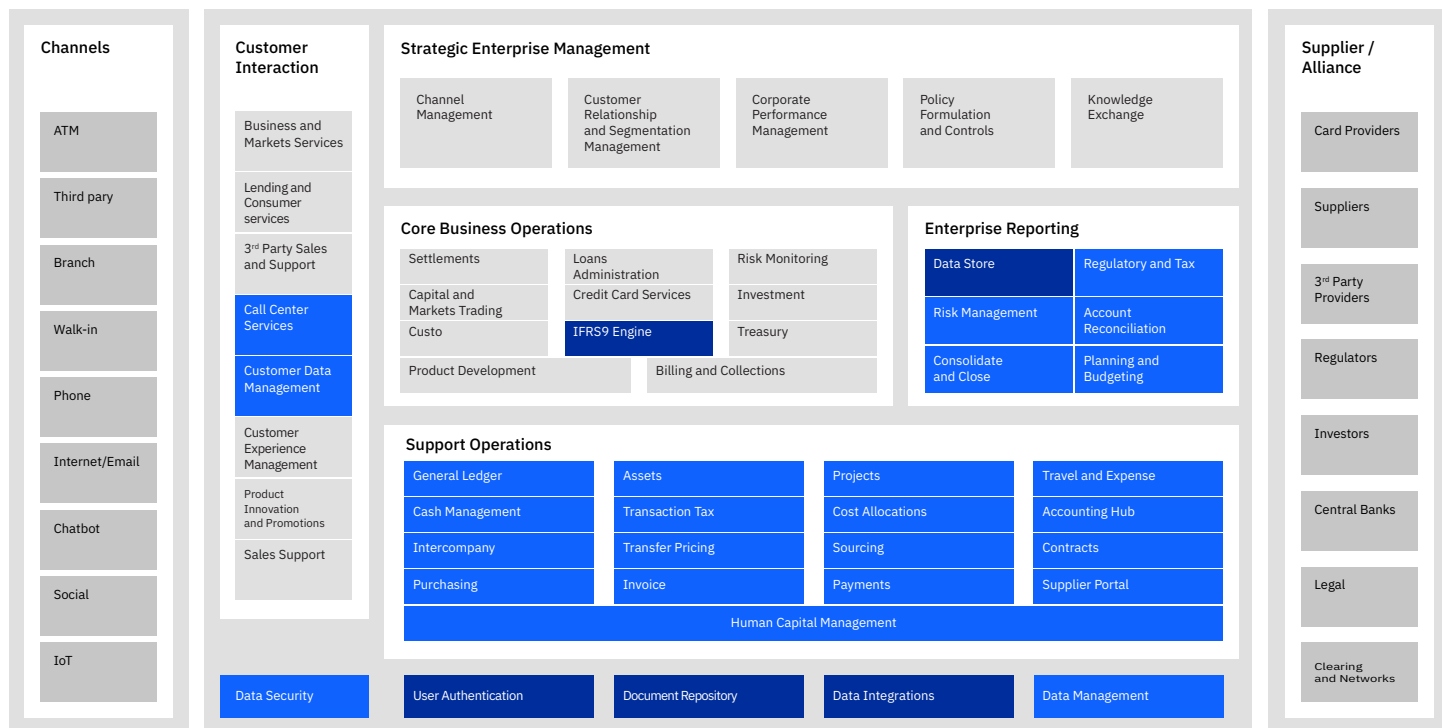 Channels
ATM
Third pary
Branch
Walk-in
Phone
Internet/Email
Chatbot
Social
IoT
Customer
Interaction
Business and
Markets Services
Lending and
Consumer
services
3rd Party Sales
and Support
Call Center
Services
Customer Data
Management
Customer
Experience
Management
Product
Innovation
and Promotions
Sales Support
Strategic Enterprise Management
Channel
Management
Customer
Relationship
and Segmentation
Management
Corporate
Performance
Management
Policy
Formulation
and Controls
Knowledge
Exchange
Core Business Operations
Settlements
Loans
Administration
Risk Monitoring
Capital and
Markets Trading
Credit Card Services
Investment
Custo
IFRS9 Engine
Treasury
Product Development
Billing and Collections
Enterprise Reporting
Data Store
Regulatory and Tax
Risk Management
Account
Reconciliation
Consolidate
and Close
Planning and
Budgeting
Support Operations
General Ledger
Assets
Projects
Travel and Expense
Cash Management
Transaction Tax
Cost Allocations
Accounting Hub
Intercompany
Transfer Pricing
Sourcing
Contracts
Purchasing
Invoice
Payments
Supplier Portal
Human Capital Management
Data Security
User Authentication
Document Repository
Data Integrations
Data Management
Supplier /
Alliance
Card Providers
Suppliers
3rd Party
Providers
Regulators
Investors
Central Banks
Legal
Clearing
and Networks